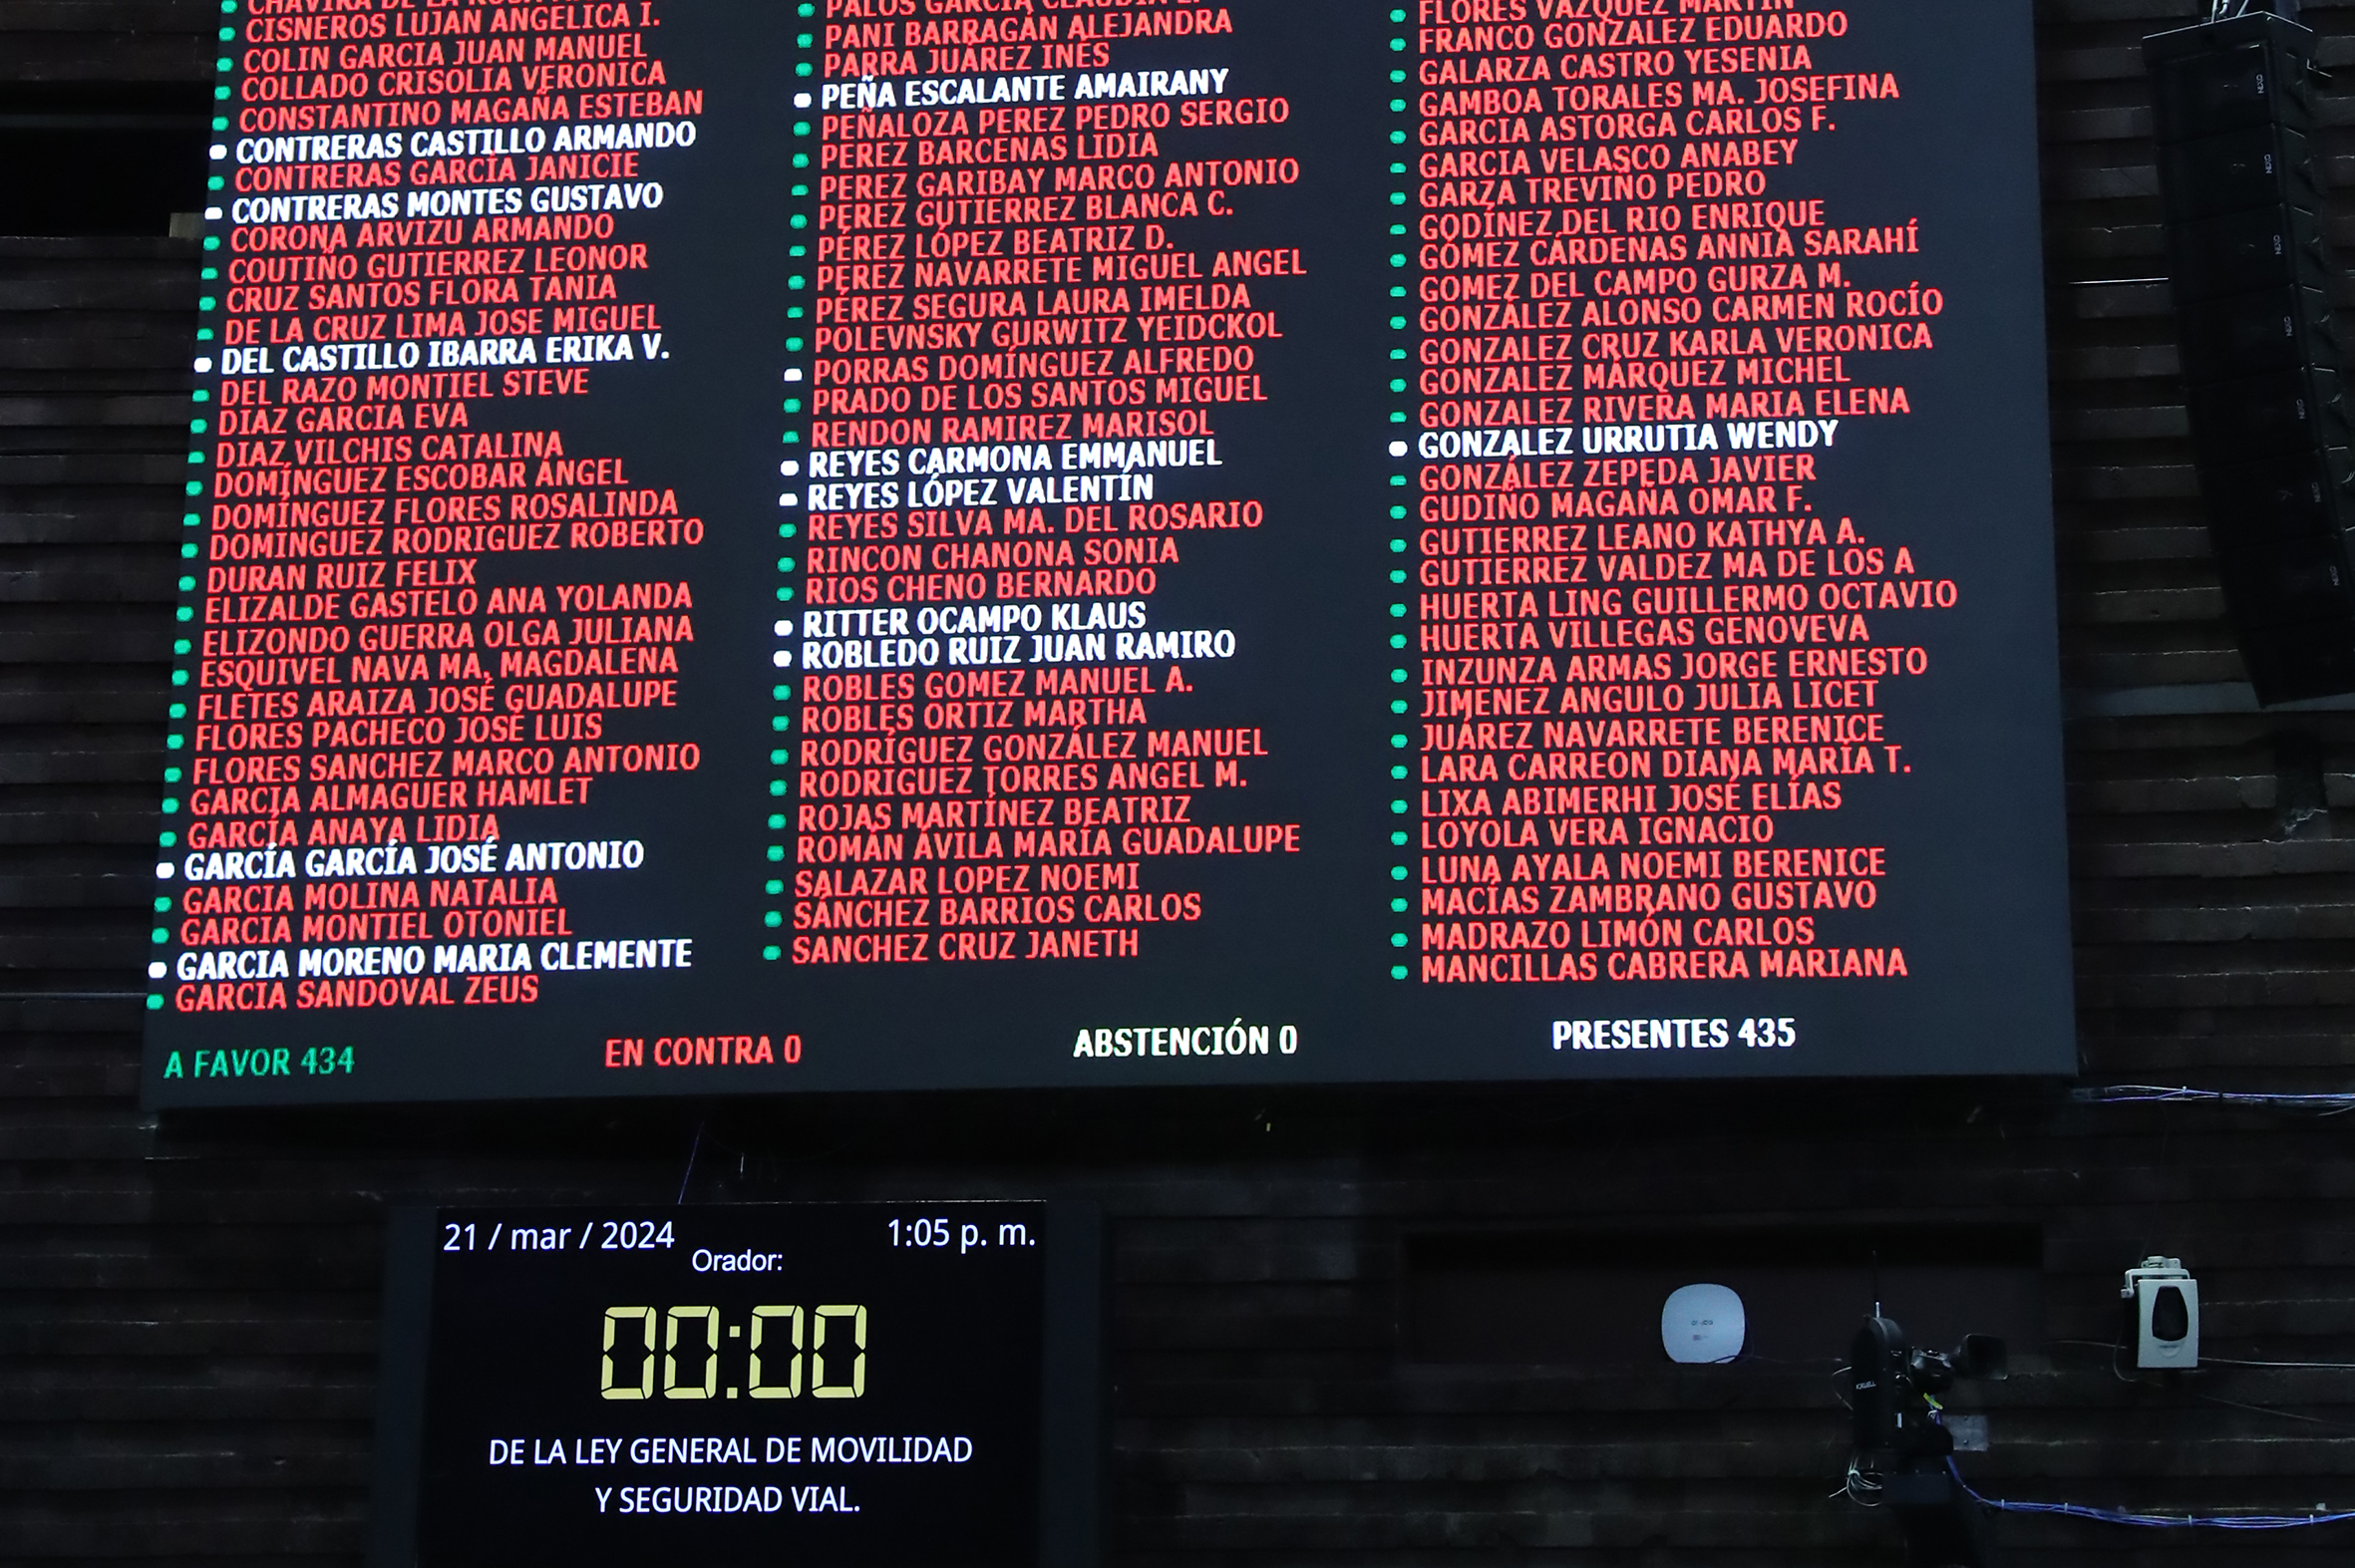 CISNEROS LUJAN ANGELICA I.
COLIN GARCIA JUAN MANUEL
COLLADO CRISOLIA VERONICA
CONSTANTINO MAGAÑA ESTEBAN
CONTRERAS CASTILLO ARMANDO
CONTRERAS GARCÍA JANICIE
CONTRERAS MONTES GUSTAVO
CORONA ARVIZU ARMANDO
COUTIÑO GUTIERREZ LEONOR
CRUZ SANTOS FLORA TANIA
DE LA CRUZ LIMA JOSE MIGUEL
DEL CASTILLO IBARRA ERIKA V.
DEL RAZO MONTIEL STEVE
DIAZ GARCIA EVA
DIAZ VILCHIS CATALINA
DOMÍNGUEZ ESCOBAR ÁNGEL
DOMÍNGUEZ FLORES ROSALINDA
DOMINGUEZ RODRIGUEZ ROBERTO
DURAN RUIZ FELIX
ELIZALDE GASTELO ANA YOLANDA
ELIZONDO GUERRA OLGA JULIANA
ESQUIVEL NAVA MA. MAGDALENA
FLETES ARAIZA JOSÉ GUADALUPE
FLORES PACHECO JOSÉ LUIS
FLORES SANCHEZ MARCO ANTONIO
GARCIA ALMAGUER HAMLET
GARCÍA ANAYA LIDIA
GARCÍA GARCÍA JOSÉ ANTONIO
GARCIA MOLINA NATALIA
GARCIA MONTIEL OTONIEL
GARCIA MORENO MARIA CLEMENTE
GARCIA SANDOVAL ZEUS
PALOS GARCIA CLAUDIA
PANI BARRAGÁN ALEJANDRA
PARRA JUÁREZ INÉS
PEÑA ESCALANTE AMAIRANY
PEÑALOZA PEREZ PEDRO SERGIO
PEREZ BARCENAS LIDIA
PEREZ GARIBAY MARCO ANTONIO
PEREZ GUTIERREZ BLANCA C.
PÉREZ LÓPEZ BEATRIZ D.
PEREZ NAVARRETE MIGUEL ANGEL
PÉREZ SEGURA LAURA IMELDA
POLEVNSKY GURWITZ YEIDCKOL
PORRAS DOMÍNGUEZ ALFREDO
PRADO DE LOS SANTOS MIGUEL
RENDON RAMIREZ MARISOL
REYES CARMONA EMMANUEL
REYES LÓPEZ VALENTÍN
REYES SILVA MA. DEL ROSARIO
RINCON CHANONA SONIA
RIOS CHENO BERNARDO
RITTER OCAMPO KLAUS
ROBLEDO RUIZ JUAN RAMIRO
ROBLES GOMEZ MANUEL A.
ROBLES ORTIZ MARTHA
RODRÍGUEZ GONZÁLEZ MANUEL
RODRIGUEZ TORRES ANGEL M.
ROJAS MARTÍNEZ BEATRIZ
ROMÁN ÁVILA MARÍA GUADALUPE
SALAZAR LOPEZ NOEMI
SÁNCHEZ BARRIOS CARLOS
SANCHEZ CRUZ JANETH
FLORES VAZQUEZ MARTIN
FRANCO GONZALEZ EDUARDO
GALARZA CASTRO YESENIA
GAMBOA TORALES MA. JOSEFINA
GARCIA ASTORGA CARLOS F.
GARCIA VELASCO ANABEY
GARZA TREVIÑO PEDRO
GODÍNEZ DEL RIO ENRIQUE
GÓMEZ CÁRDENAS ANNIA SARAHÍ
GOMEZ DEL CAMPO GURZA M.
GONZÁLEZ ALONSO CARMEN ROCÍO
GONZALEZ CRUZ KARLA VERONICA
GONZALEZ MÁRQUEZ MICHEL
GONZALEZ RIVERA MARIA ELENA
GONZALEZ URRUTIA WENDY
GONZÁLEZ ZEPEDA JAVIER
GUDIÑO MAGAÑA OMAR F.
GUTIERREZ LEANO KATHYA A.
GUTIERREZ VALDEZ MA DE LOS A
HUERTA LING GUILLERMO OCTAVIO
HUERTA VILLEGAS GENOVEVA
INZUNZA ARMAS JORGE ERNESTO
JIMENEZ ANGULO JULIA LICET
JUÁREZ NAVARRETE BERENICE
LARA CARREON DIANA MARÍA T.
LIXA ABIMERHI JOSÉ ELÍAS
LOYOLA VERA IGNACIO
LUNA AYALA NOEMI BERENICE
MACÍAS ZAMBRANO GUSTAVO
MADRAZO LIMÓN CARLOS
MANCILLAS CABRERA MARIANA
A FAVOR 434 EN CONTRA 0 ABSTENCIÓN 0 PRESENTES 435
21 / mar / 2024 1:05 p. m.
Orador:
00:00
DE LA LEY GENERAL DE MOVILIDAD
Y SEGURIDAD VIAL.